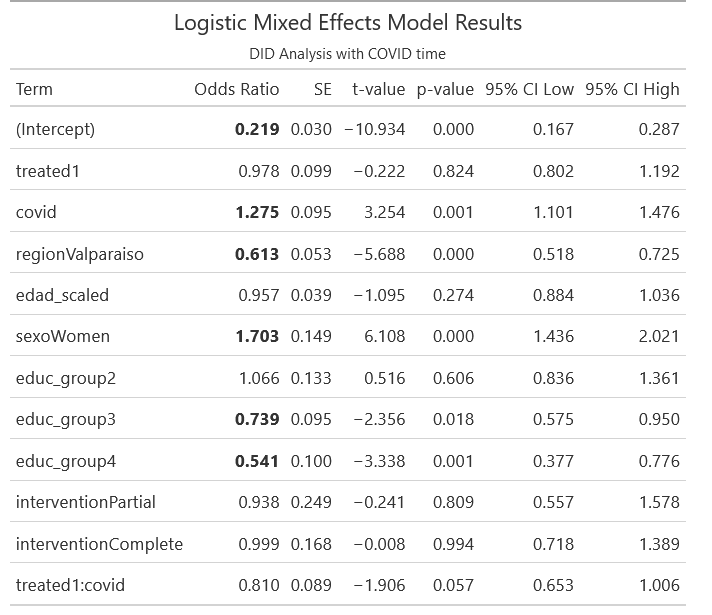 Logistic Mixed Effects Model Results
DID Analysis with COVID time
Term Odds Ratio SE t-value p-value 95% CI Low 95% CI High
(Intercept) 0.219 0.030 −10.934 0.000 0.167 0.287
treated1 0.978 0.099 −0.222 0.824 0.802 1.192
covid 1.275 0.095 3.254 0.001 1.101 1.476
regionValparaiso 0.613 0.053 −5.688 0.000 0.518 0.725
edad_scaled 0.957 0.039 −1.095 0.274 0.884 1.036
sexoWomen 1.703 0.149 6.108 0.000 1.436 2.021
educ_group2 1.066 0.133 0.516 0.606 0.836 1.361
educ_group3 0.739 0.095 −2.356 0.018 0.575 0.950
educ_group4 0.541 0.100 −3.338 0.001 0.377 0.776
interventionPartial 0.938 0.249 −0.241 0.809 0.557 1.578
interventionComplete 0.999 0.168 −0.008 0.994 0.718 1.389
treated1:covid 0.810 0.089 −1.906 0.057 0.653 1.006